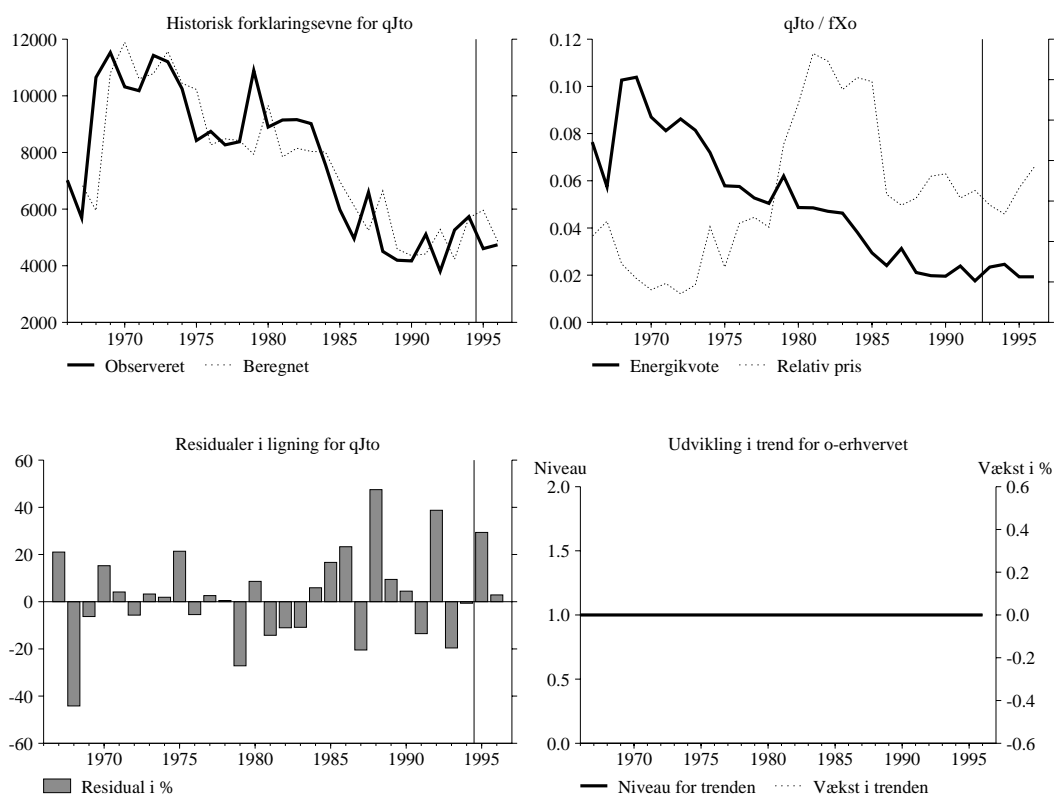 Historisk forklaringsevne for qJto
12000
10000
8000
6000
4000
2000
1970 1975 1980 1985 1990 1995
Observeret Beregnet
qJto / fXo
0.12
0.10
0.08
0.06
0.04
0.02
0.00
1970 1975 1980 1985 1990 1995
Energikvote Relativ pris
Residualer i ligning for qJto
60
40
20
0
-20
-40
-60
1970 1975 1980 1985 1990 1995
Residual i %
Udvikling i trend for o-erhvervet
Niveau Vækst i %
2.0 0.6
0.4
1.5
0.2
1.0 0.0
-0.2
0.5
-0.4
0.0 -0.6
1970 1975 1980 1985 1990 1995
Niveau for trenden Vækst i trenden